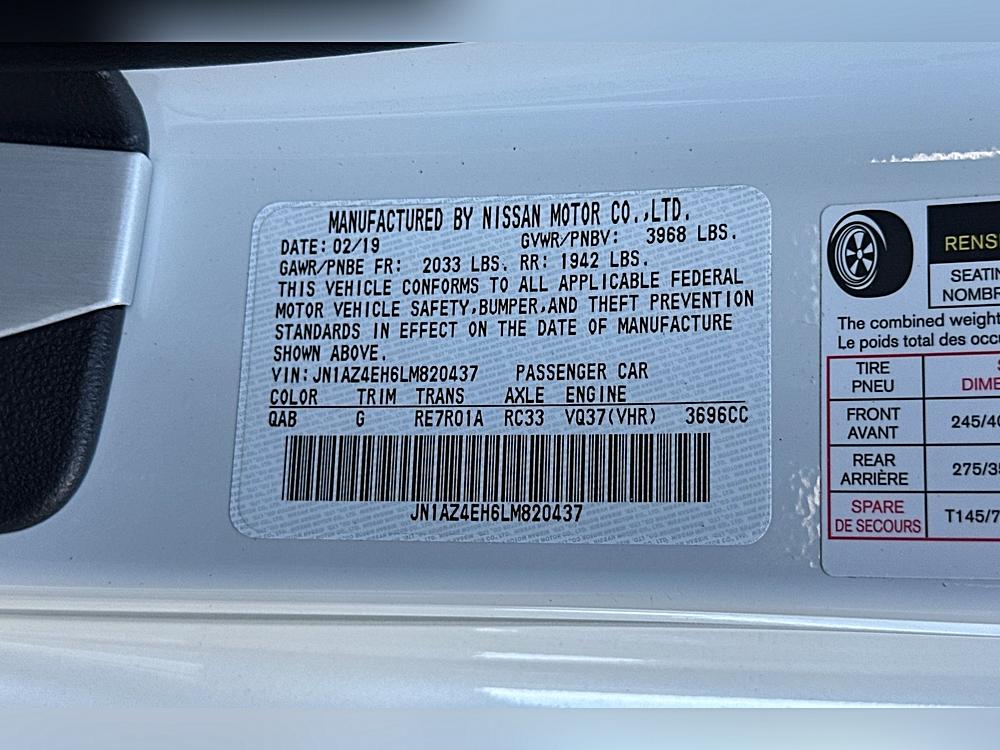 MANUFACTURED BY NISSAN MOTOR CO.,LTD.
DATE: 02/19 GVWR/PNBV: 3968 LBS.
GAWR/PNBE FR: 2033 LBS. RR: 1942 LBS.
THIS VEHICLE CONFORMS TO ALL APPLICABLE FEDERAL
MOTOR VEHICLE SAFETY,BUMPER,AND THEFT PREVENTION
STANDARDS IN EFFECT ON THE DATE OF MANUFACTURE
SHOWN ABOVE.
VIN:JN1AZ4EH6LM820437 PASSENGER CAR
COLOR TRIM TRANS AXLE ENGINE
QAB G RE7R01A RC33 VQ37(VHR) 3696CC
JN1AZ4EH6LM820437
RENS
SEATIN
NOMBR
The combined weight
Le poids total des occu
TIRE
PNEU
DIME
FRONT
AVANT
245/40
REAR
ARRIÈRE
275/35
SPARE
DE SECOURS
T145/7